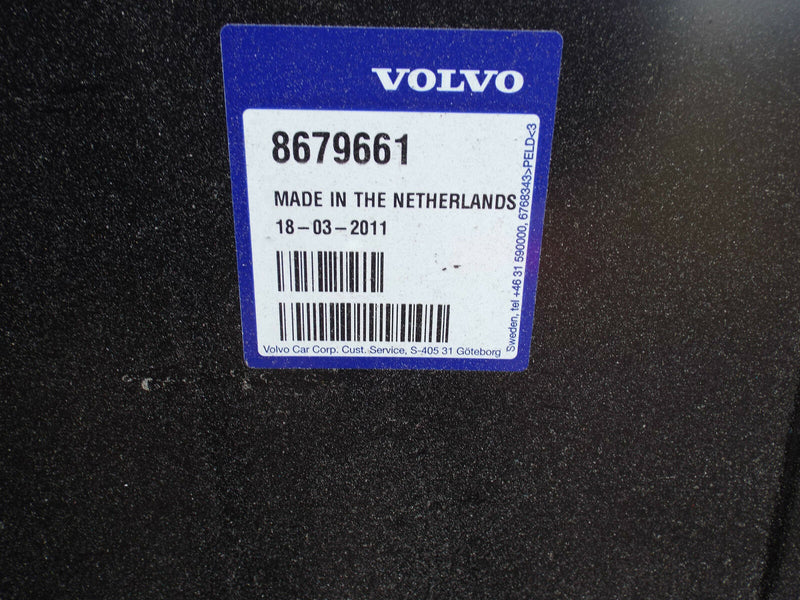 VOLVO
8679661
MADE IN THE NETHERLANDS
18-03-2011
Volvo Car Corp. Cust. Service, S-405 31 Göteborg
Sweden, tel +46 31 590000, 6768343>PELD<3